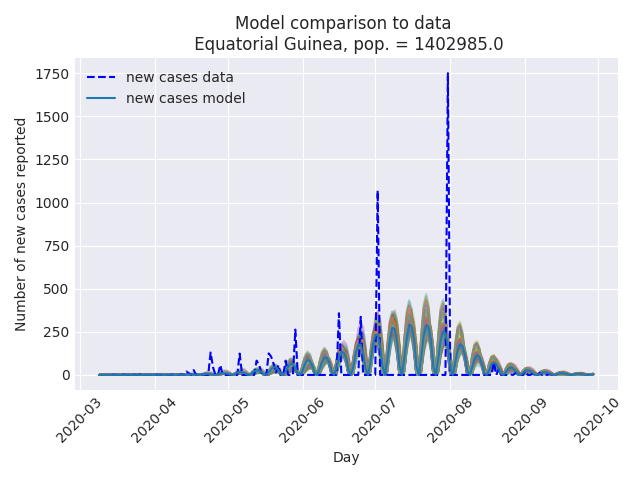 Model comparison to data
Equatorial Guinea, pop. = 1402985.0
new cases data
new cases model
Number of new cases reported
1750
1500
1250
1000
750
500
250
0
2020-03
2020-04
2020-05
2020-06
2020-07
2020-08
2020-09
2020-10
Day